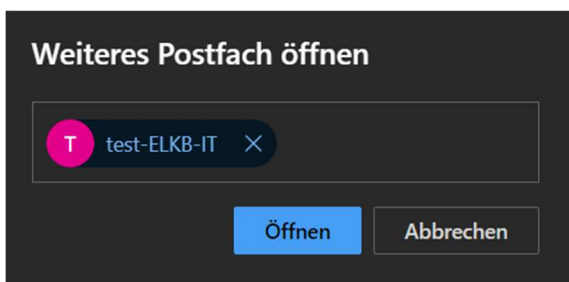 Weiteres Postfach öffnen
T test-ELKB-IT
Öffnen Abbrechen